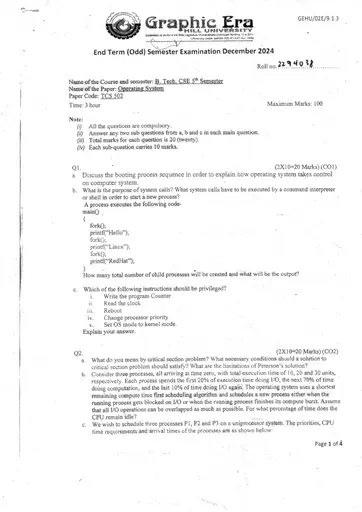 GEHU/02E/9.1.3
Graphic Era
HILL UNIVERSITY
End Term (Odd) Semester Examination December 2024
Roll no.
Name of the Course and semester: B. Tech. CSE 5th Semester
Name of the Paper: Operating System
Paper Code: TCS 502
Time: 3 hour Maximum Marks: 100
Note:
(i) All the questions are compulsory.
(ii) Answer any two sub questions from a, b and c in each main question.
(iii) Total marks for each question is 20 (twenty).
(iv) Each sub-question carries 10 marks.
Q1. (2X10=20 Marks) (CO1)
a. Discuss the booting process sequence in order to explain how operating system takes control
on computer system.
b. What is the purpose of system calls? What system calls have to be executed by a command interpreter
or shell in order to start a new process?
A process executes the following code-
main()
{
fork();
printf("Hello");
fork();
printf("Linux");
fork();
printf("RedHat");
}
How many total number of child processes will be created and what will be the output?
c. Which of the following instructions should be privileged?
i. Write the program Counter
ii. Read the clock
iii. Reboot
iv. Change processor priority
v. Set OS mode to kernel mode.
Explain your answer.
Q2. (2X10=20 Marks) (CO2)
a. What do you mean by critical section problem? What necessary conditions should a solution to
critical section problem should satisfy? What are the limitations of Peterson's solution?
b. Consider three processes, all arriving at time zero, with total execution time of 10, 20 and 30 units,
respectively. Each process spends the first 20% of execution time doing I/O, the next 70% of time
doing computation, and the last 10% of time doing I/O again. The operating system uses a shortest
remaining compute time first scheduling algorithm and schedules a new process either when the
running process gets blocked on I/O or when the running process finishes its compute burst. Assume
that all I/O operations can be overlapped as much as possible. For what percentage of time does the
CPU remain idle?
c. We wish to schedule three processes P1, P2 and P3 on a uniprocessor system. The priorities, CPU
time requirements and arrival times of the processes are as shown below:
Page 1 of 4